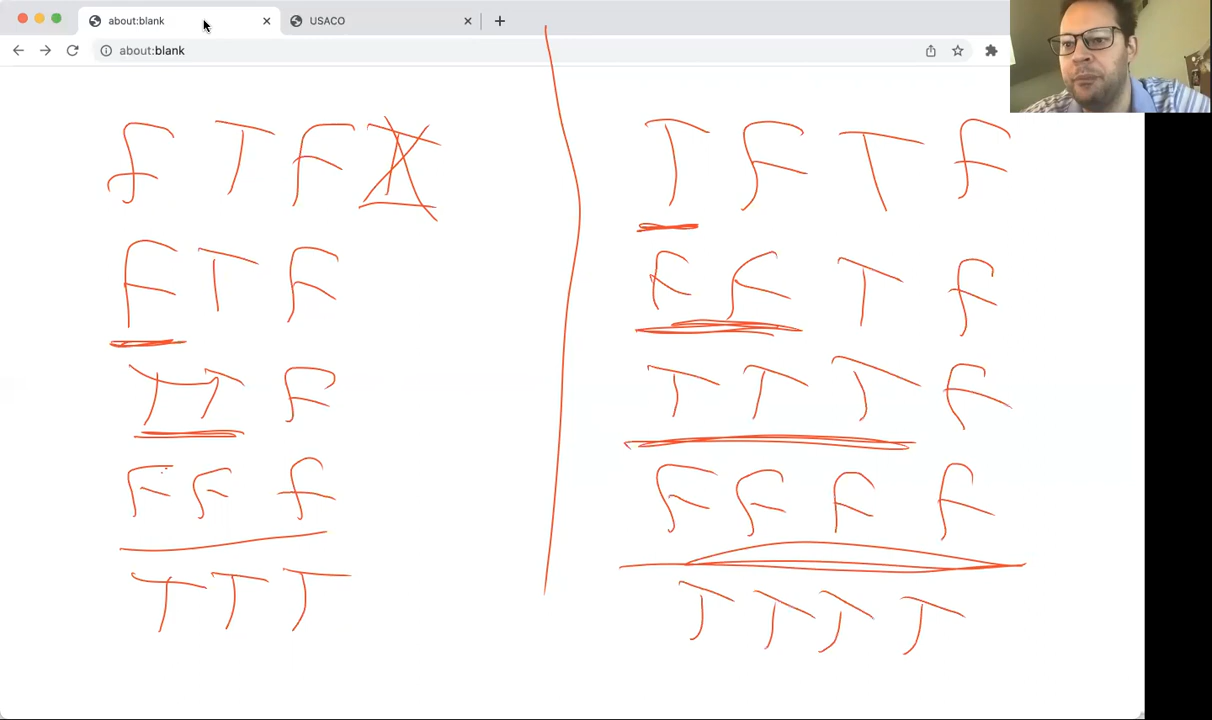 about:blank USACO
about:blank
F T F T
F T F
T T F
F F F
T T T
T F T F
F F T F
T T T F
F F F F
T T T T